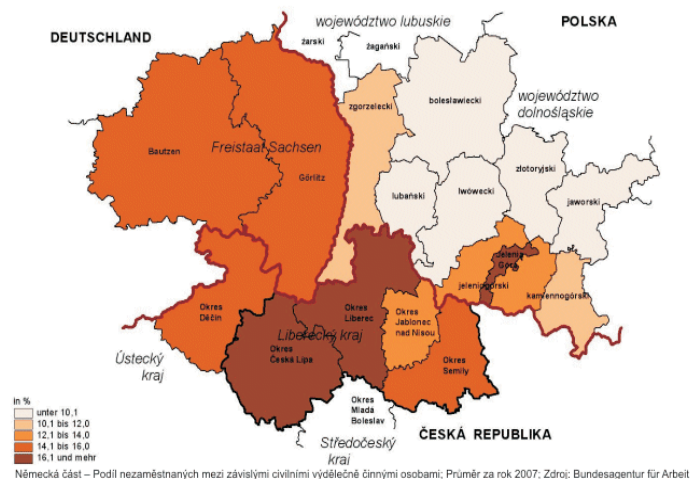 województwo lubuskie
POLSKA
DEUTSCHLAND
żarski
żagański
zgorzelecki
bolesławiecki
województwo
dolnośląskie
Bautzen
Freistaat Sachsen
Görlitz
złotoryjski
lubański
lwówecki
jaworski
Jelenia
Góra
jeleniogórski
kamiennogórski
Okres
Děčín
Okres
Liberec
Okres
Jablonec
nad Nisou
Liberecký kraj
Okres
Česká Lípa
Okres
Semily
Ústecký
kraj
Okres
Mladá
Boleslav
Středočeský
kraj
ČESKÁ REPUBLIKA
in %
unter 10,1
10,1 bis 12,0
12,1 bis 14,0
14,1 bis 16,0
16,1 und mehr
Německá část – Podíl nezaměstnaných mezi závislými civilními výdělečně činnými osobami; Průměr za rok 2007; Zdroj: Bundesagentur für Arbeit